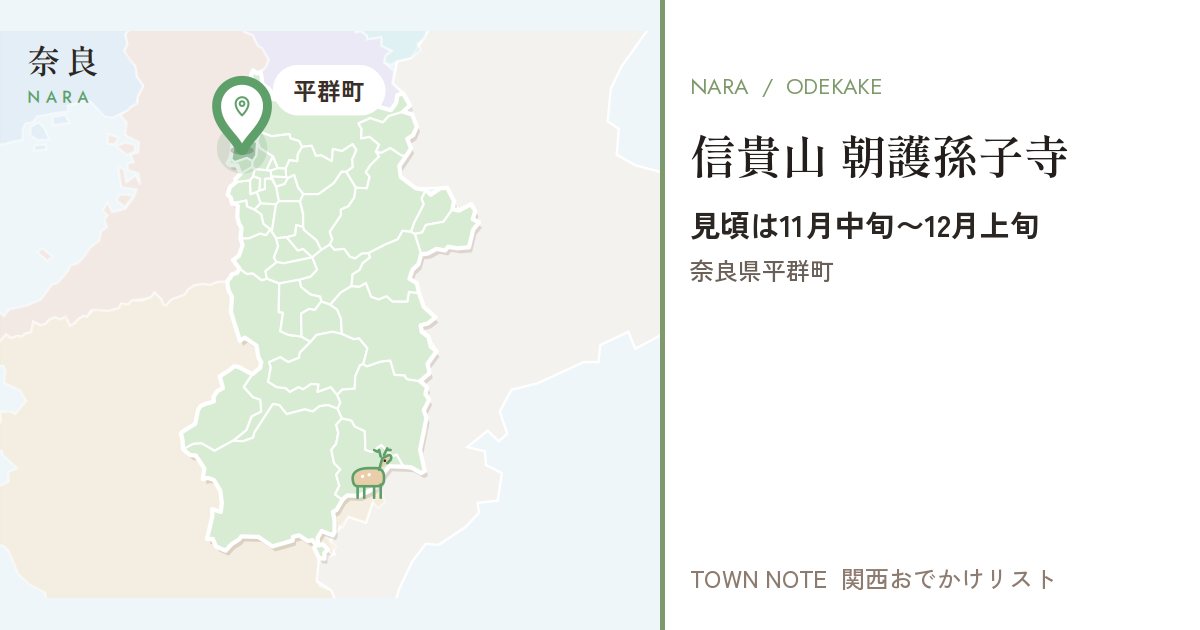 奈良
NARA
平群町
NARA / ODEKAKE
信貴山 朝護孫子寺
見頃は11月中旬〜12月上旬
奈良県平群町
TOWN NOTE 関西おでかけリスト